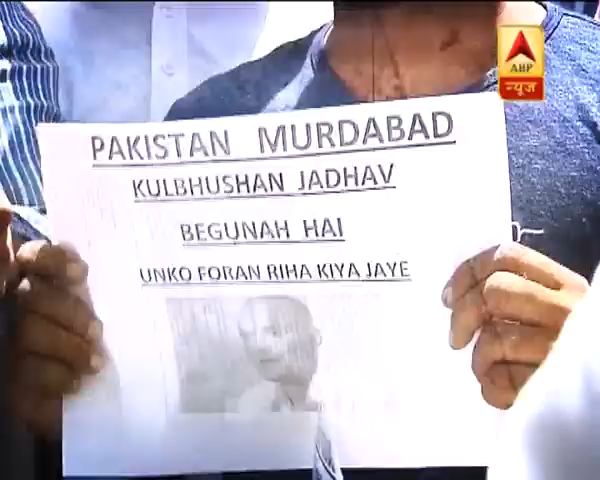 ABP
न्यूज़
PAKISTAN MURDABAD
KULBHUSHAN JADHAV
BEGUNAH HAI
UNKO FORAN RIHA KIYA JAYE